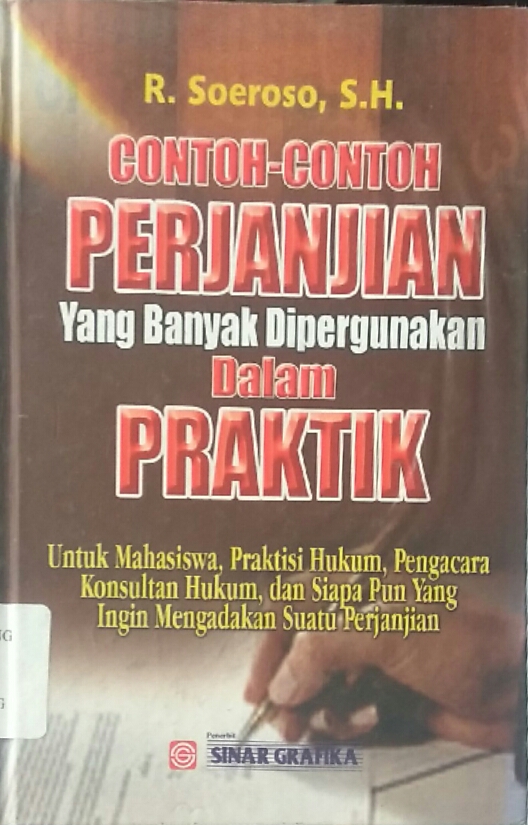 R. Soeroso, S.H.
CONTOH-CONTOH
PERJANJIAN
Yang Banyak Dipergunakan
Dalam
PRAKTIK
Untuk Mahasiswa, Praktisi Hukum, Pengacara
Konsultan Hukum, dan Siapa Pun Yang
Ingin Mengadakan Suatu Perjanjian
Penerbit
SINAR GRAFIKA